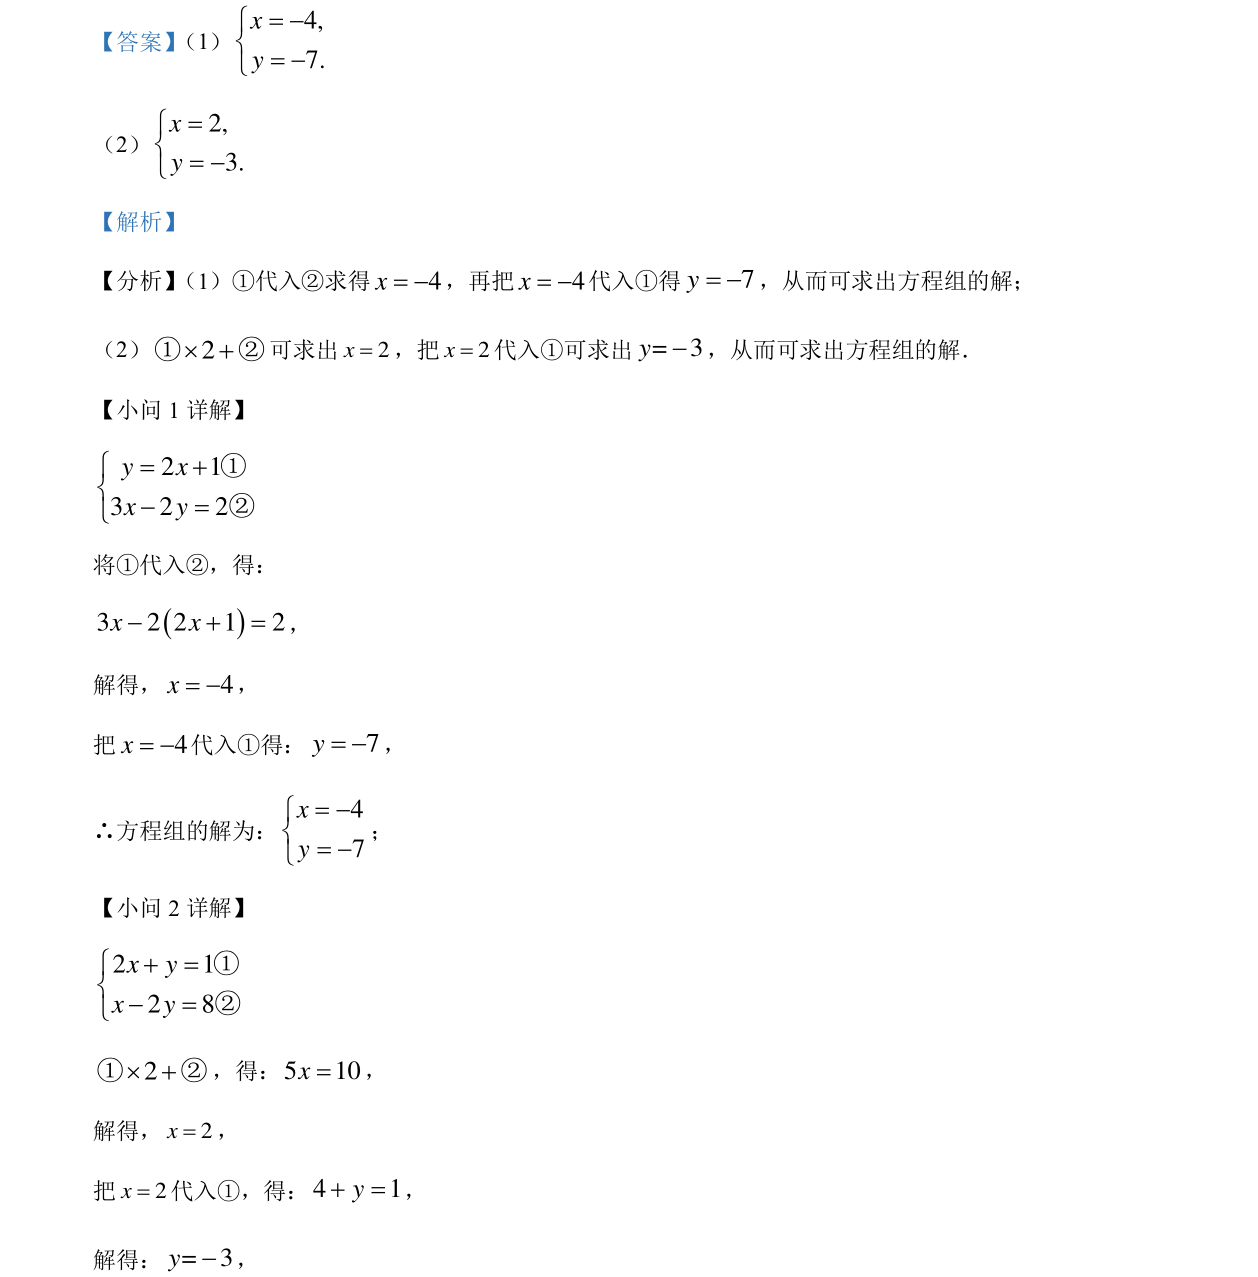 【答案】（1）{x = −4,
y = −7.
（2）{x = 2,
y = −3.
【解析】
【分析】（1）①代入②求得 x = −4，再把 x = −4 代入①得 y = −7，从而可求出方程组的解；
（2）①×2+② 可求出 x = 2，把 x = 2 代入①可求出 y= −3，从而可求出方程组的解．
【小问 1 详解】
{y = 2x+1①
3x − 2y = 2②
将①代入②，得：
3x − 2(2x+1) = 2，
解得，x = −4，
把 x = −4 代入①得：y = −7，
∴方程组的解为：{x = −4
y = −7；
【小问 2 详解】
{2x + y = 1①
x − 2y = 8②
①×2+②，得：5x = 10，
解得，x = 2，
把 x = 2 代入①，得：4 + y = 1，
解得：y= −3，